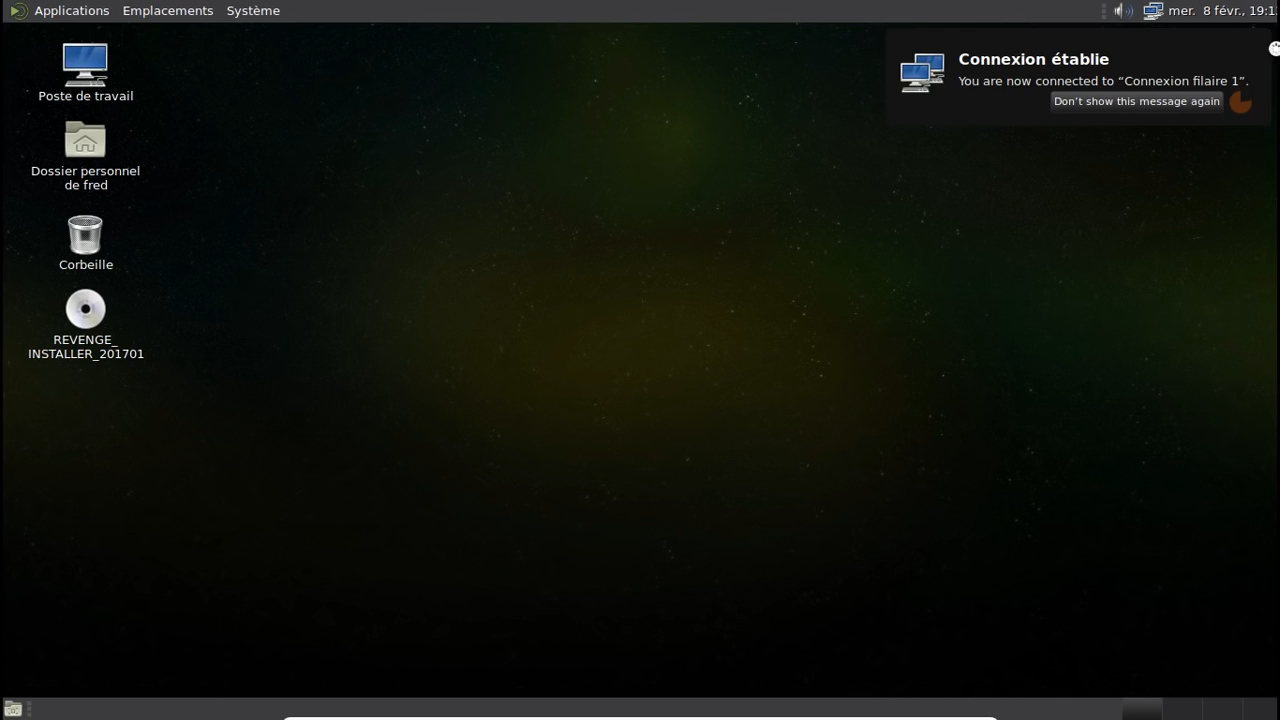 Applications Emplacements Système
mer. 8 févr., 19:1
Connexion établie
You are now connected to “Connexion filaire 1”.
Don’t show this message again
Poste de travail
Dossier personnel
de fred
Corbeille
REVENGE_
INSTALLER_201701